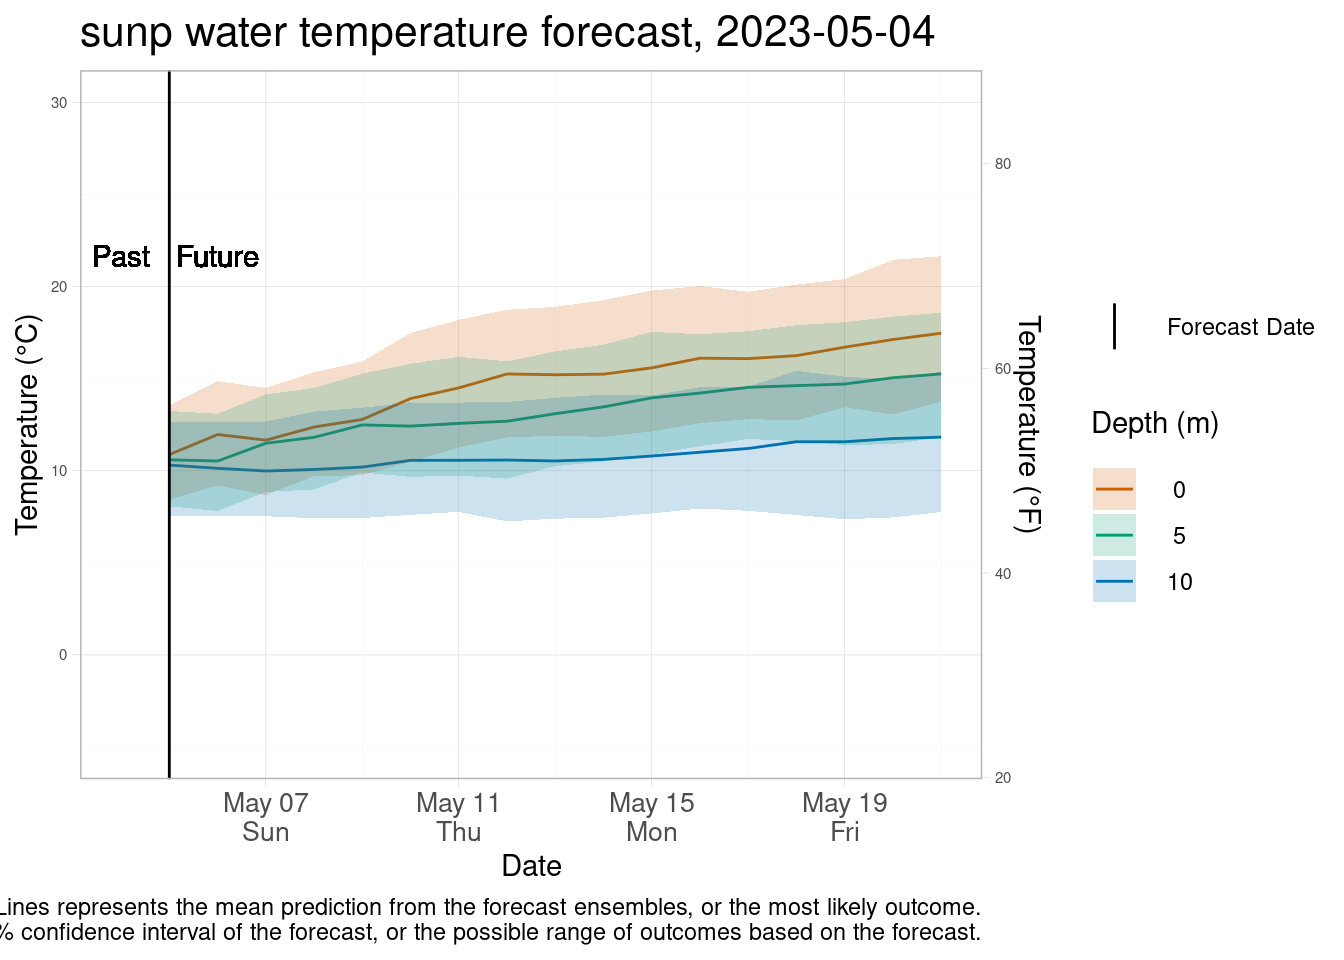 sunp water temperature forecast, 2023-05-04
30
20
10
0
Temperature (°C)
Past
Future
80
60
40
20
Temperature (°F)
May 07
Sun
May 11
Thu
May 15
Mon
May 19
Fri
Date
Forecast Date
Depth (m)
0
5
10
Lines represents the mean prediction from the forecast ensembles, or the most likely outcome.
% confidence interval of the forecast, or the possible range of outcomes based on the forecast.